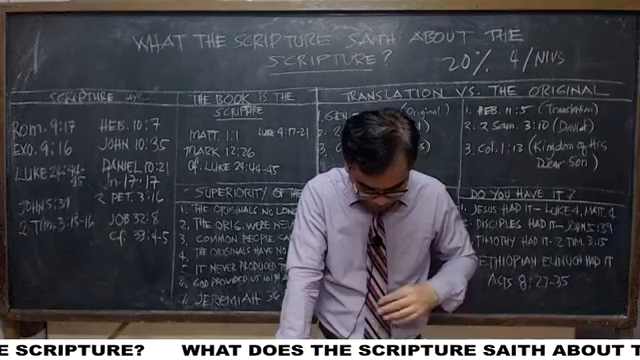 WHAT THE SCRIPTURE SAITH ABOUT THE
SCRIPTURE?
20% 4/NIVS
SCRIPTURE says...
ROM. 9:17
EXO. 9:16
JOHN 5:39
2 TIM. 3:15-16
HEB. 10:7
JOHN 10:35
DANIEL 10:21
Jn. 17:17
2 PET. 3:16
JOB 32:8
Cf. 33:4-5
THE BOOK IS THE
SCRIPTURE
MATT. 1:1 LUKE 4:17-21
MARK 12:26
Cf. LUKE 24:44-45
SUPERIORITY OF THE
1. THE ORIGINALS NO LON
2. THE ORIG. WERE NEV
3. COMMON PEOPLE
4. THE ORIGINALS HAVE NO
5. IT NEVER PRODUCED
6. GOD PROVIDED US WITH
7. JEREMIAH 36
TRANSLATION VS. THE ORIGINAL
1. GEN (Original)
2. 2
3. C
1. HEB. 11:5 (Translation)
2. 2 Sam. 3:10 (David)
3. Col. 1:13 (Kingdom of His
Dear Son)
DO YOU HAVE IT?
JESUS HAD IT - LUKE 4, MATT. 4
DISCIPLES HAD IT - JOHN 5:39
TIMOTHY HAD IT - 2 TIM. 3:15
ETHIOPIAN EUNUCH HAD IT
Acts 8:27-35
E SCRIPTURE? WHAT DOES THE SCRIPTURE SAITH ABOUT